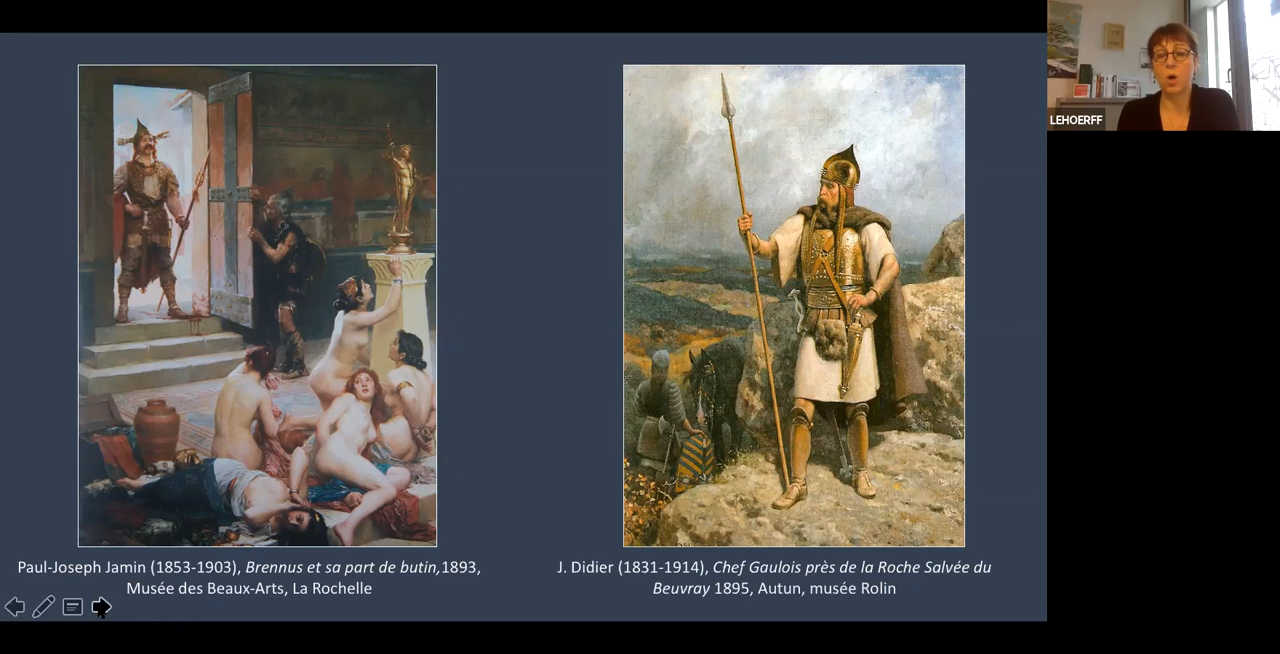 LEHOERFF
Paul-Joseph Jamin (1853-1903), Brennus et sa part de butin,1893,
Musée des Beaux-Arts, La Rochelle
J. Didier (1831-1914), Chef Gaulois près de la Roche Salvée du
Beuvray 1895, Autun, musée Rolin